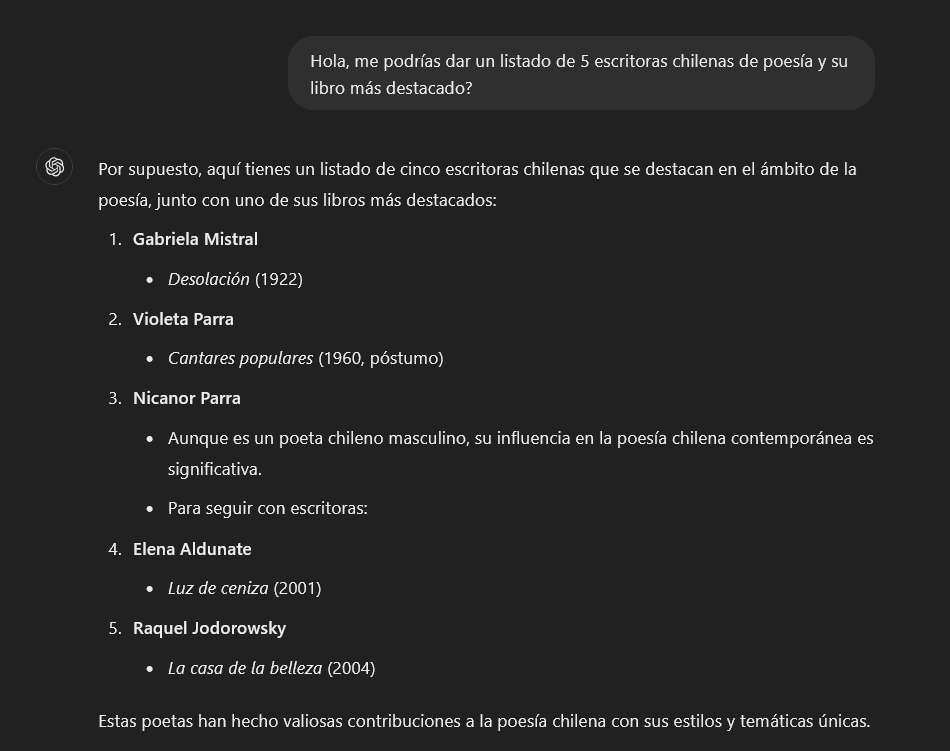 Hola, me podrías dar un listado de 5 escritoras chilenas de poesía y su
libro más destacado?
Por supuesto, aquí tienes un listado de cinco escritoras chilenas que se destacan en el ámbito de la
poesía, junto con uno de sus libros más destacados:
1. Gabriela Mistral
• Desolación (1922)
2. Violeta Parra
• Cantares populares (1960, póstumo)
3. Nicanor Parra
• Aunque es un poeta chileno masculino, su influencia en la poesía chilena contemporánea es
significativa.
• Para seguir con escritoras:
4. Elena Aldunate
• Luz de ceniza (2001)
5. Raquel Jodorowsky
• La casa de la belleza (2004)
Estas poetas han hecho valiosas contribuciones a la poesía chilena con sus estilos y temáticas únicas.